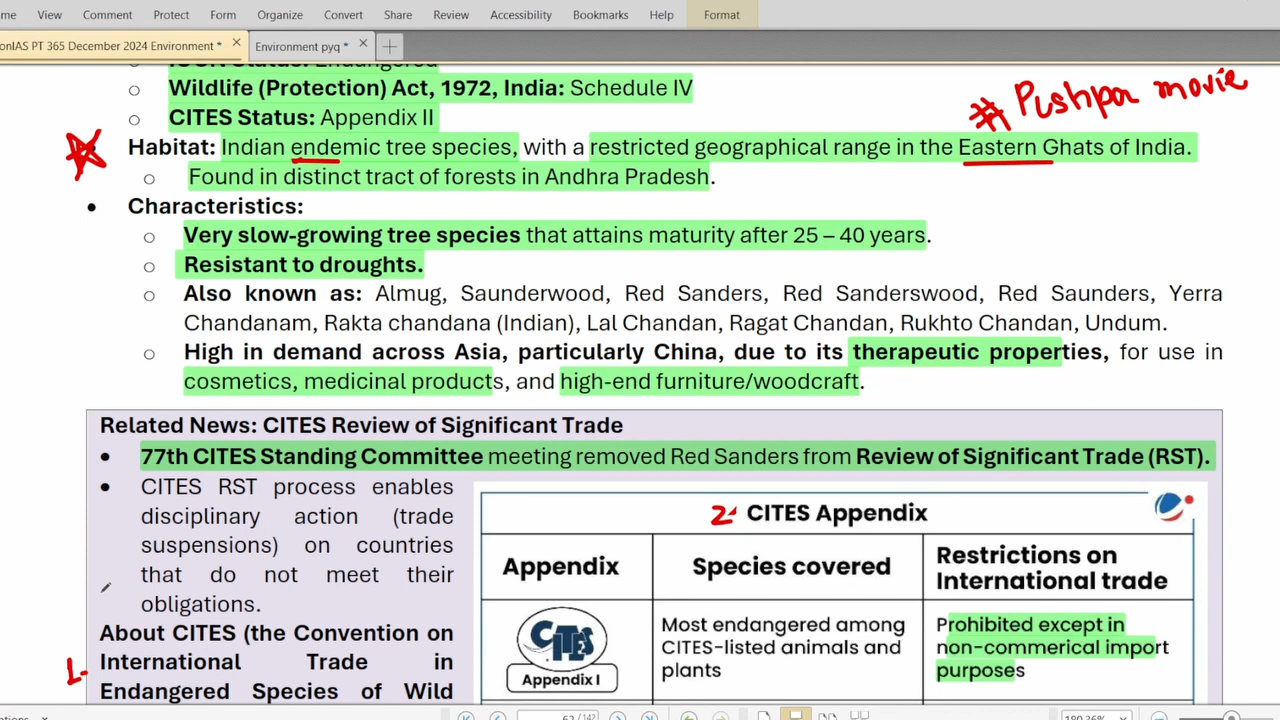 me View Comment Protect Form Organize Convert Share Review Accessibility Bookmarks Help Format
onIAS PT 365 December 2024 Environment * × Environment pyq * ×
IUCN Status: Endangered
○ Wildlife (Protection) Act, 1972, India: Schedule IV
# Pushpa movie
○ CITES Status: Appendix II
Habitat: Indian endemic tree species, with a restricted geographical range in the Eastern Ghats of India.
○ Found in distinct tract of forests in Andhra Pradesh.
● Characteristics:
○ Very slow-growing tree species that attains maturity after 25 – 40 years.
○ Resistant to droughts.
○ Also known as: Almug, Saunderwood, Red Sanders, Red Sanderswood, Red Saunders, Yerra
Chandanam, Rakta chandana (Indian), Lal Chandan, Ragat Chandan, Rukhto Chandan, Undum.
○ High in demand across Asia, particularly China, due to its therapeutic properties, for use in
cosmetics, medicinal products, and high-end furniture/woodcraft.
Related News: CITES Review of Significant Trade
● 77th CITES Standing Committee meeting removed Red Sanders from Review of Significant Trade (RST).
● CITES RST process enables
disciplinary action (trade
suspensions) on countries
that do not meet their
obligations.
1. About CITES (the Convention on
International Trade in
Endangered Species of Wild
2. CITES Appendix
Appendix Species covered Restrictions on
International trade
CITES
Appendix I
Most endangered among
CITES-listed animals and
plants
Prohibited except in
non-commerical import
purposes
62 / 142
180.36%